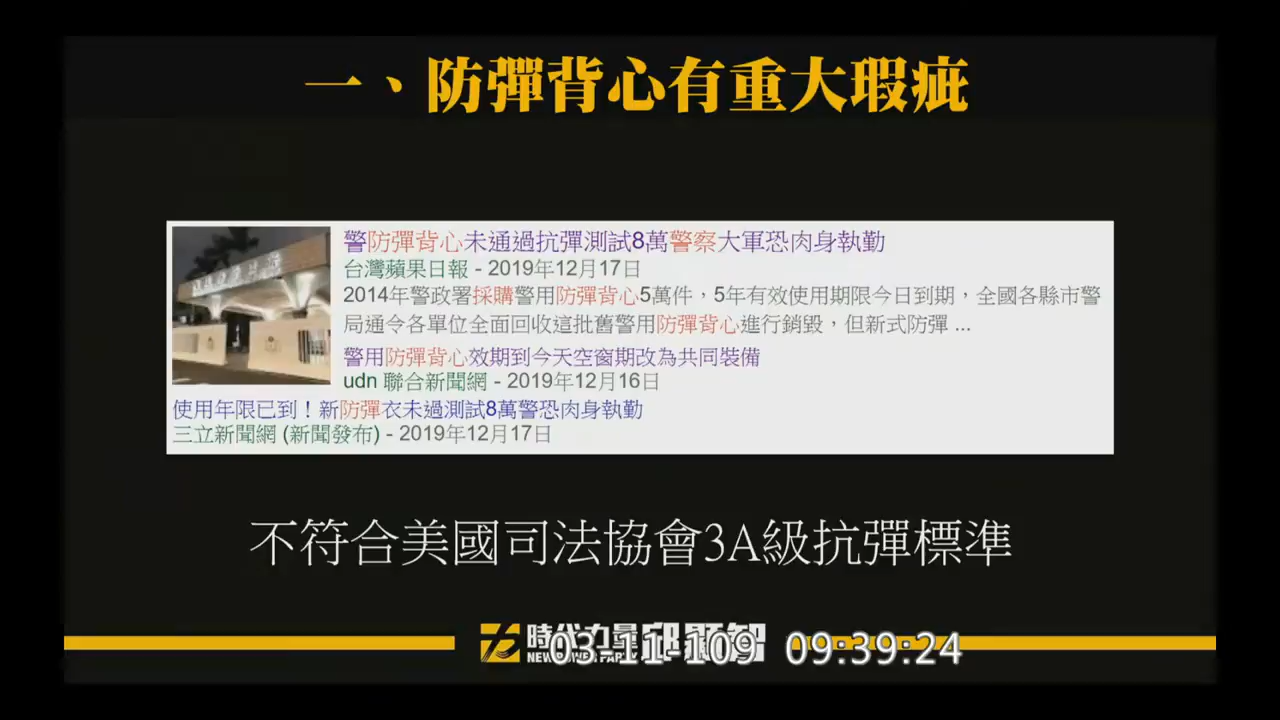 一、防彈背心有重大瑕疵
警防彈背心未通過抗彈測試8萬警察大軍恐肉身執勤
台灣蘋果日報 - 2019年12月17日
2014年警政署採購警用防彈背心5萬件，5年有效使用期限今日到期，全國各縣市警
局通令各單位全面回收這批舊警用防彈背心進行銷毀，但新式防彈 ...
警用防彈背心效期到今天空窗期改為共同裝備
udn 聯合新聞網 - 2019年12月16日
使用年限已到！新防彈衣未過測試8萬警恐肉身執勤
三立新聞網 (新聞發布) - 2019年12月17日
不符合美國司法協會3A級抗彈標準
時代力量 邱顯智
03-11-109 09:39:24